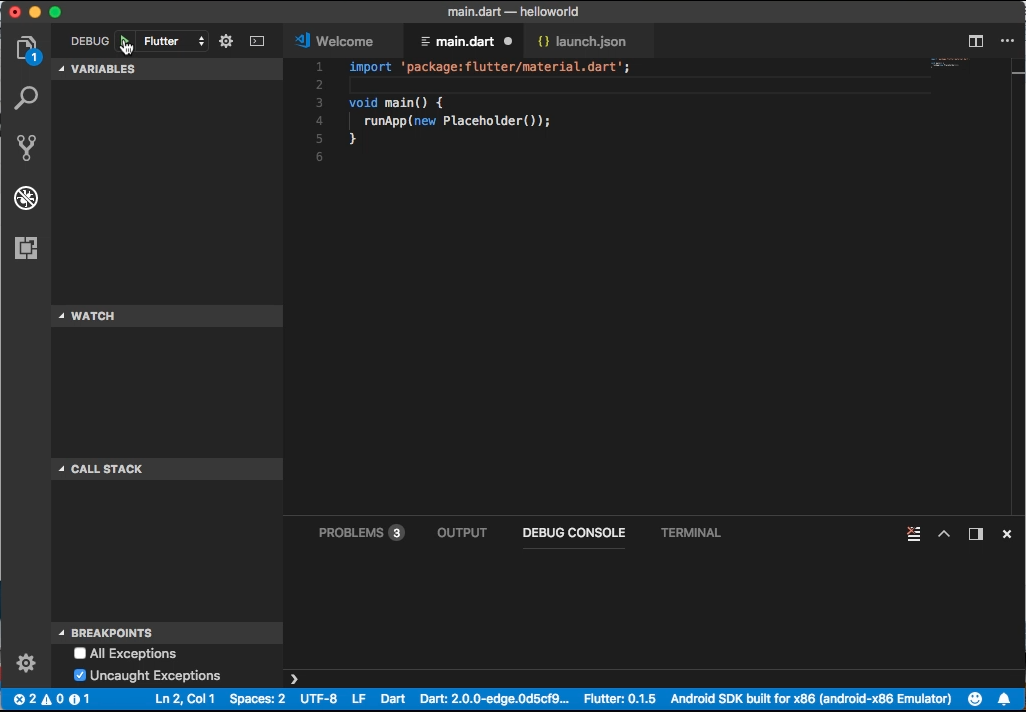 main.dart — helloworld
DEBUG Flutter
Welcome main.dart launch.json
1
VARIABLES
1 import 'package:flutter/material.dart';
2
3 void main() {
4 runApp(new Placeholder());
5 }
6
WATCH
CALL STACK
PROBLEMS 3 OUTPUT DEBUG CONSOLE TERMINAL
BREAKPOINTS
All Exceptions
Uncaught Exceptions
2 0 1 Ln 2, Col 1 Spaces: 2 UTF-8 LF Dart Dart: 2.0.0-edge.0d5cf9... Flutter: 0.1.5 Android SDK built for x86 (android-x86 Emulator)